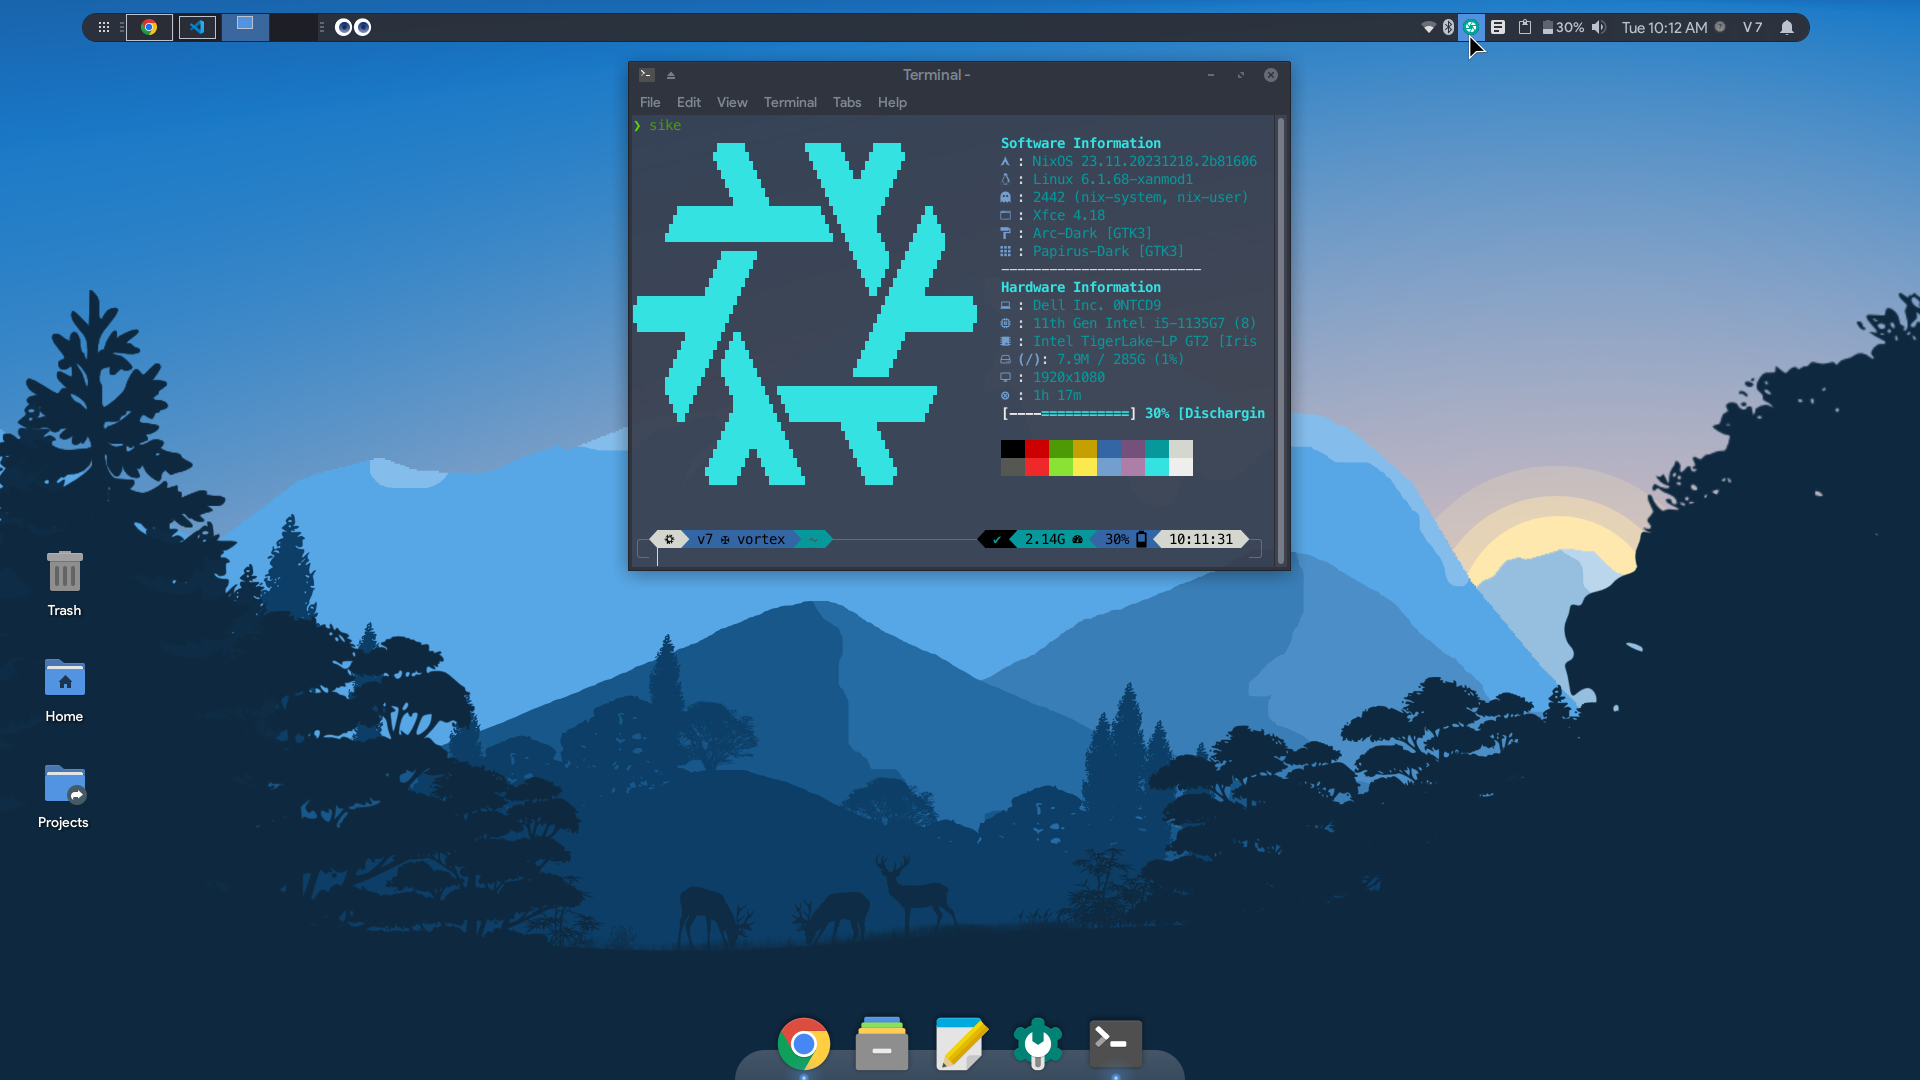 30%
Tue 10:12 AM
V 7
Terminal -
File Edit View Terminal Tabs Help
❯ sike
Software Information
: NixOS 23.11.20231218.2b81606
: Linux 6.1.68-xanmod1
: 2442 (nix-system, nix-user)
: Xfce 4.18
: Arc-Dark [GTK3]
: Papirus-Dark [GTK3]
-------------------------
Hardware Information
: Dell Inc. 0NTCD9
: 11th Gen Intel i5-1135G7 (8)
: Intel TigerLake-LP GT2 [Iris
(/): 7.9M / 285G (1%)
: 1920x1080
: 1h 17m
[----===========] 30% [Dischargin
v7 ✠ vortex ~
✔ 2.14G 30% 10:11:31
Trash
Home
Projects